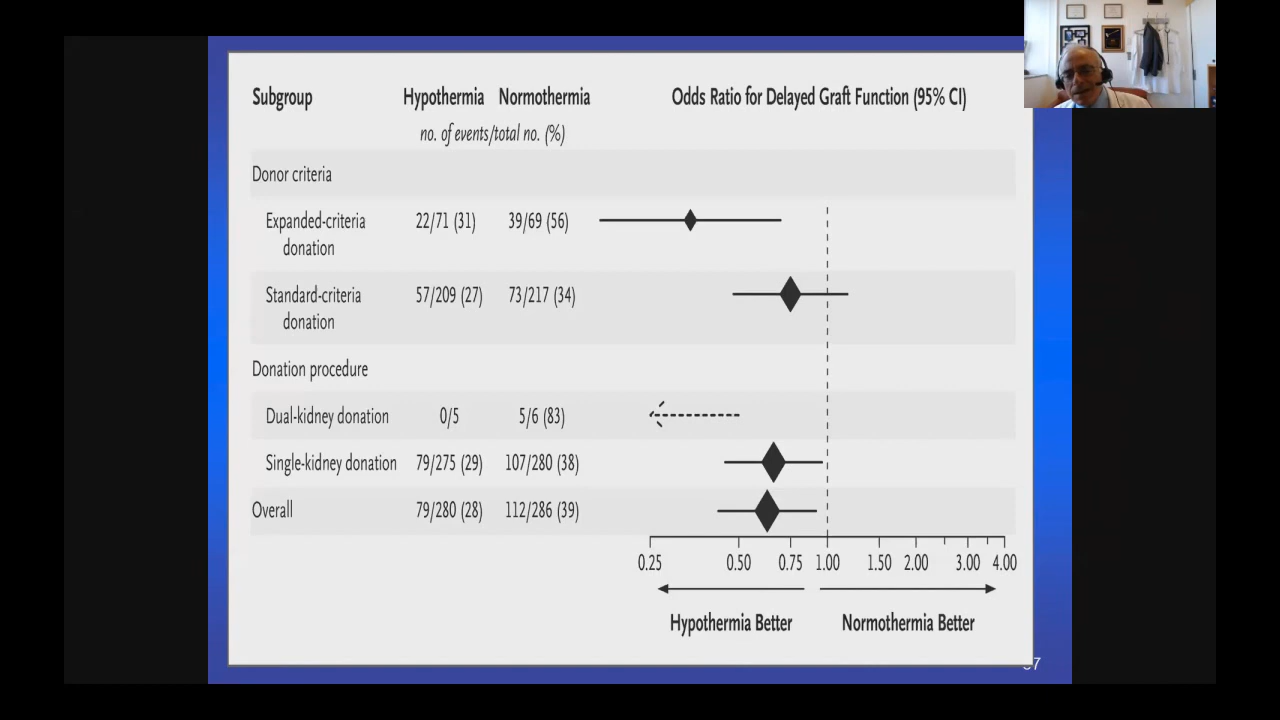 Subgroup Hypothermia Normothermia Odds Ratio for Delayed Graft Function (95% CI)
no. of events/total no. (%)
Donor criteria
Expanded-criteria donation 22/71 (31) 39/69 (56)
Standard-criteria donation 57/209 (27) 73/217 (34)
Donation procedure
Dual-kidney donation 0/5 5/6 (83)
Single-kidney donation 79/275 (29) 107/280 (38)
Overall 79/280 (28) 112/286 (39)
0.25 0.50 0.75 1.00 1.50 2.00 3.00 4.00
Hypothermia Better Normothermia Better